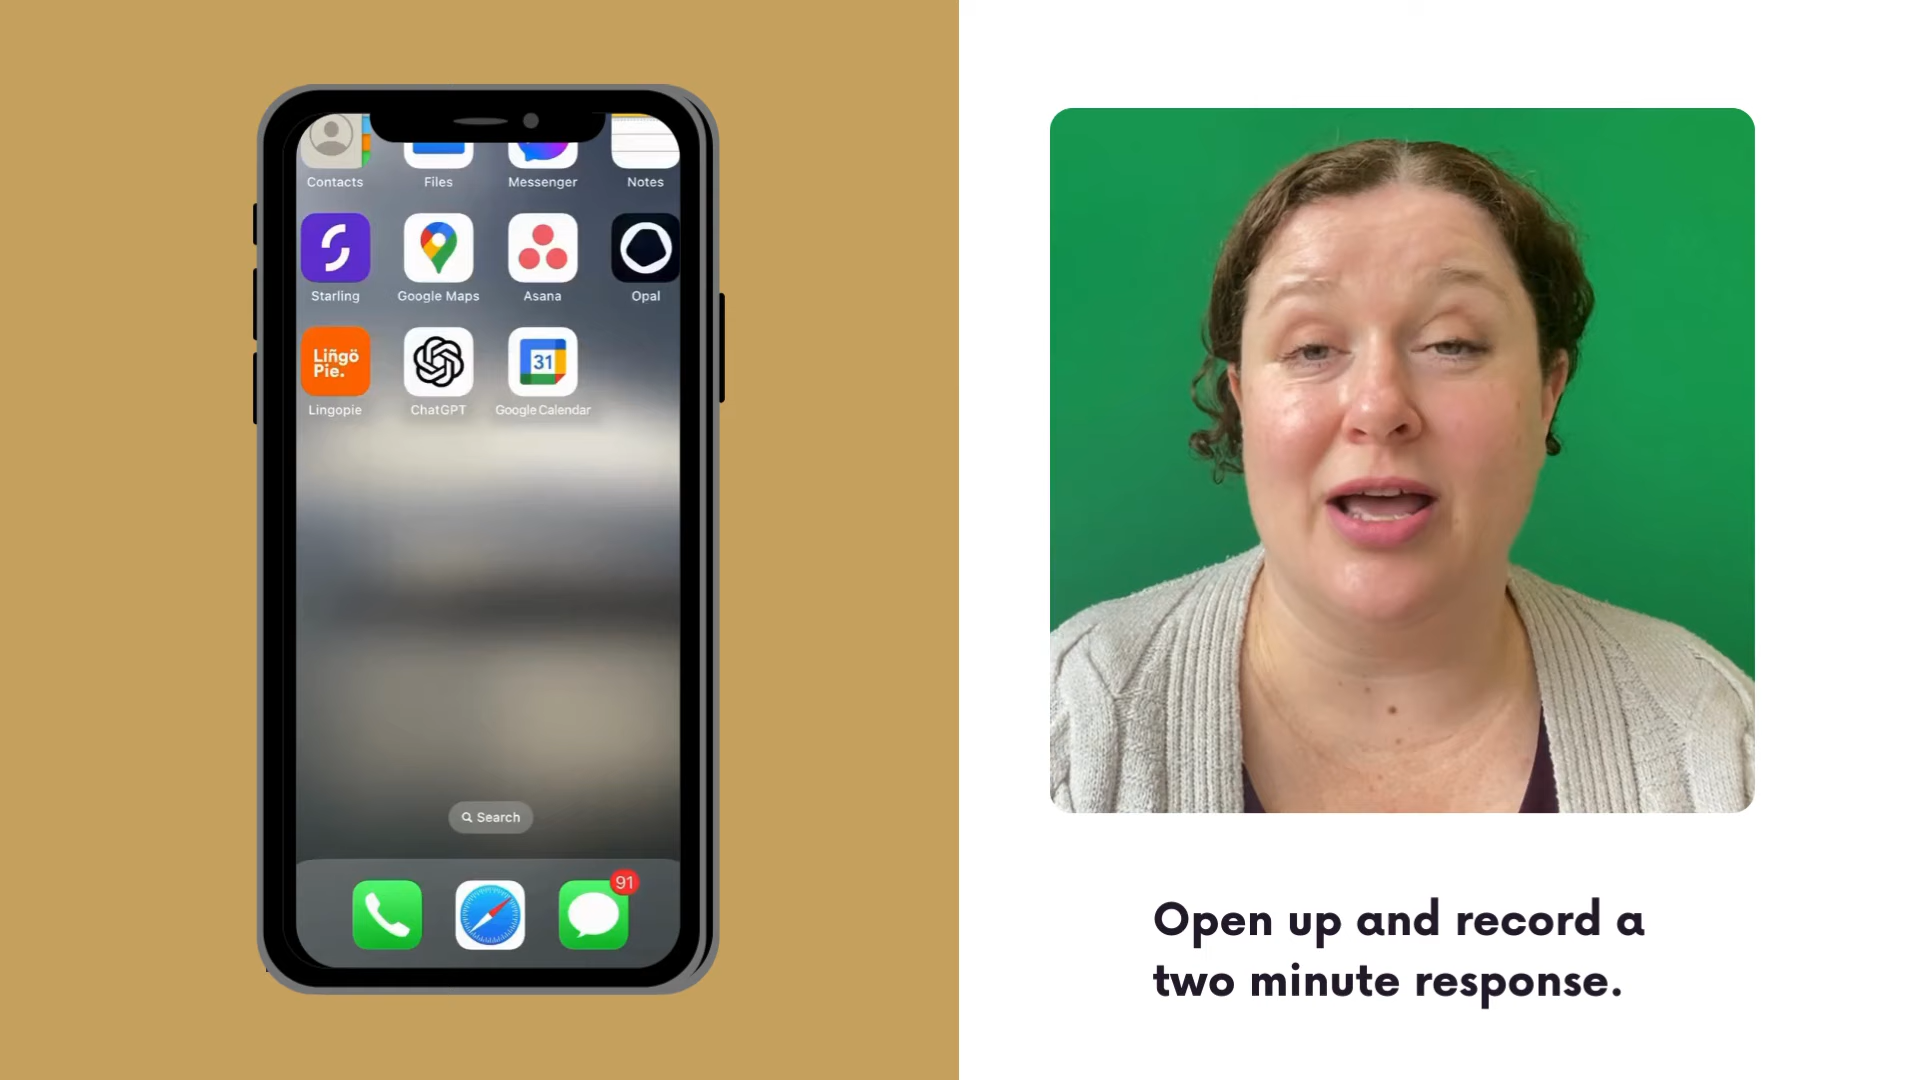 Contacts Files Messenger Notes
Starling Google Maps Asana Opal
Liñgö
Pie.
31
Lingopie ChatGPT Google Calendar
Search
91
Open up and record a
two minute response.